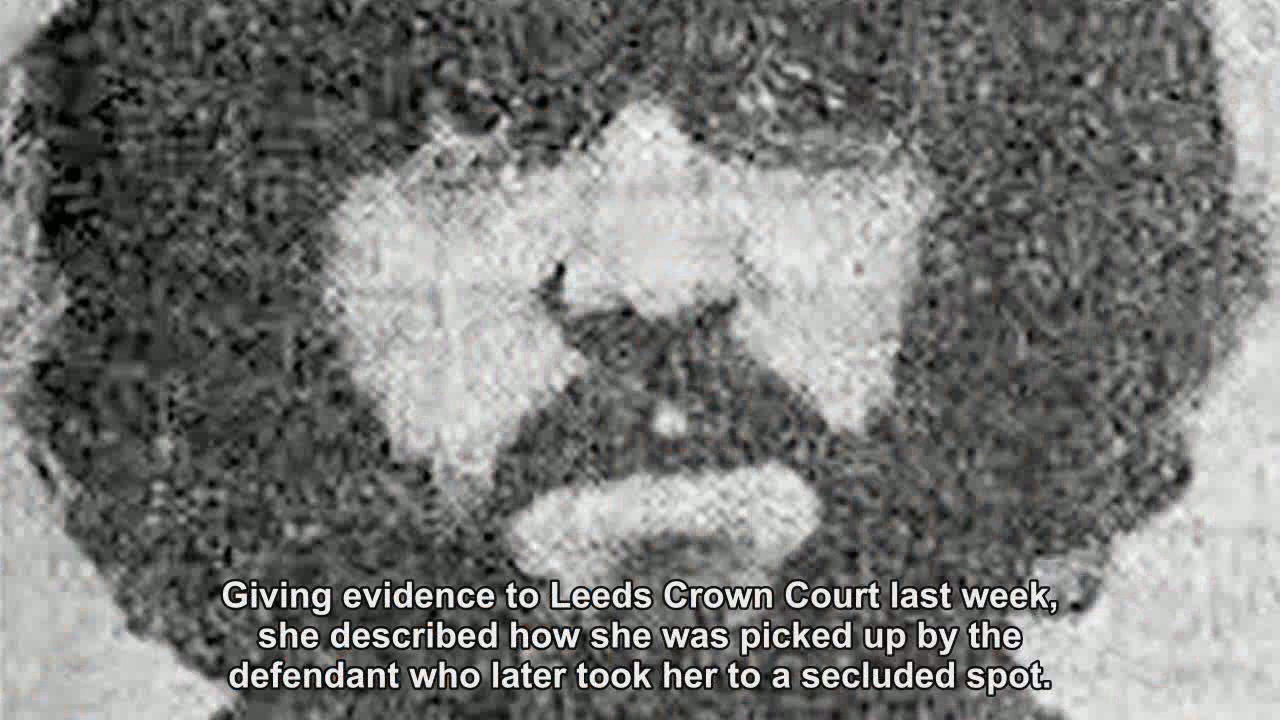 Giving evidence to Leeds Crown Court last week,
she described how she was picked up by the
defendant who later took her to a secluded spot.